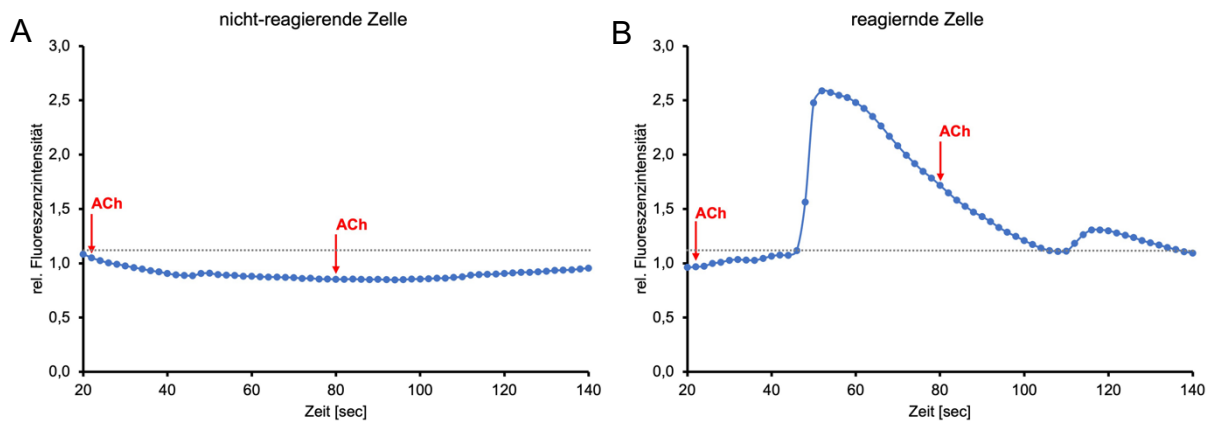 A
nicht-reagierende Zelle
rel. Fluoreszenzintensität
3,0
2,5
2,0
1,5
1,0
0,5
0,0
ACh
ACh
20
40
60
80
100
120
140
Zeit [sec]
B
reagiernde Zelle
rel. Fluoreszenzintensität
3,0
2,5
2,0
1,5
1,0
0,5
0,0
ACh
ACh
20
40
60
80
100
120
140
Zeit [sec]